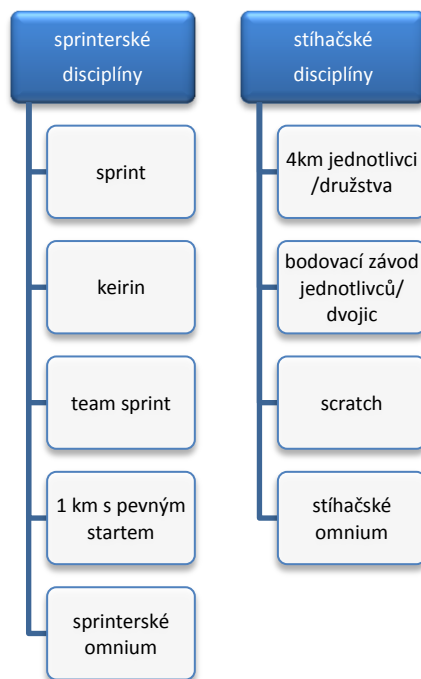 sprinterské
disciplíny
sprint
keirin
team sprint
1 km s pevným
startem
sprinterské
omnium
stíhačské
disciplíny
4km jednotlivci
/družstva
bodovací závod
jednotlivců/
dvojic
scratch
stíhačské
omnium